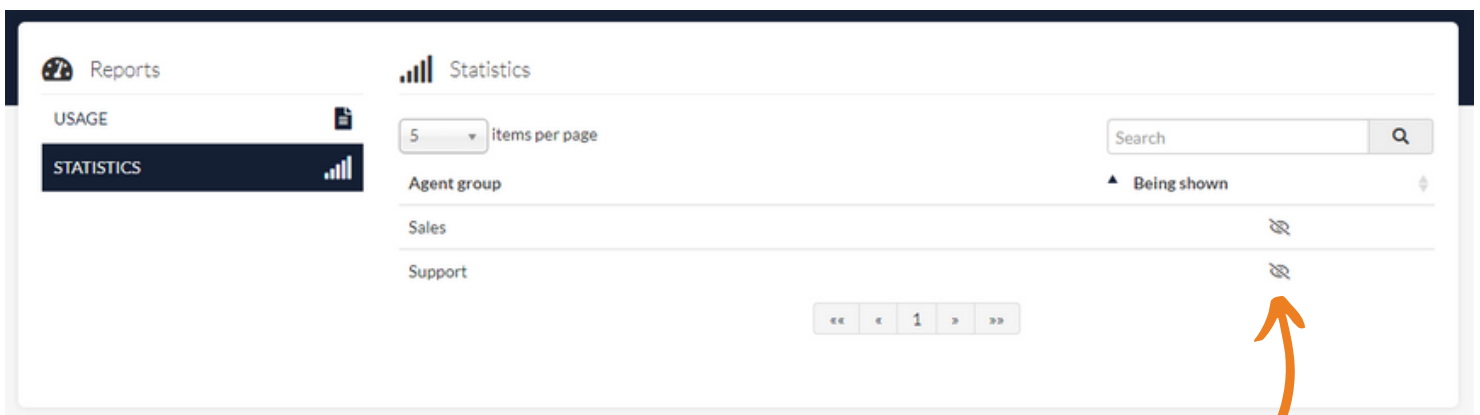 Reports
USAGE
STATISTICS
Statistics
5 items per page
Search
Agent group Being shown
Sales
Support
«« « 1 » »»